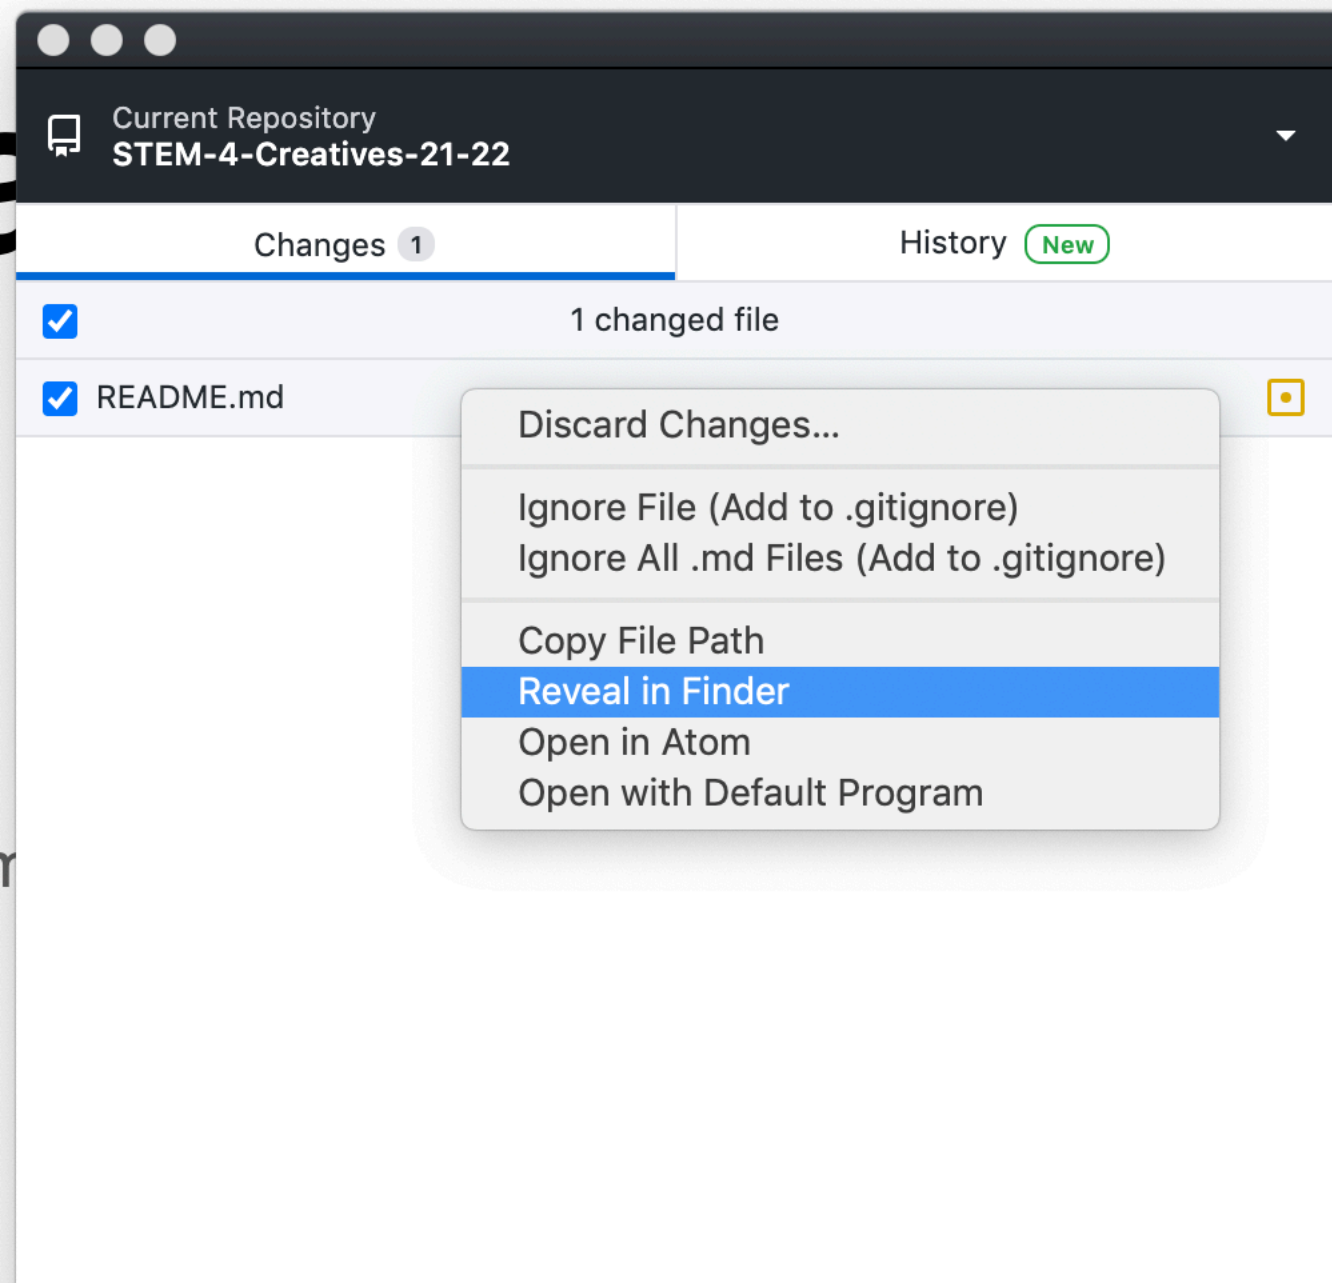 Current Repository
STEM-4-Creatives-21-22
Changes 1
History New
1 changed file
README.md
Discard Changes...
Ignore File (Add to .gitignore)
Ignore All .md Files (Add to .gitignore)
Copy File Path
Reveal in Finder
Open in Atom
Open with Default Program